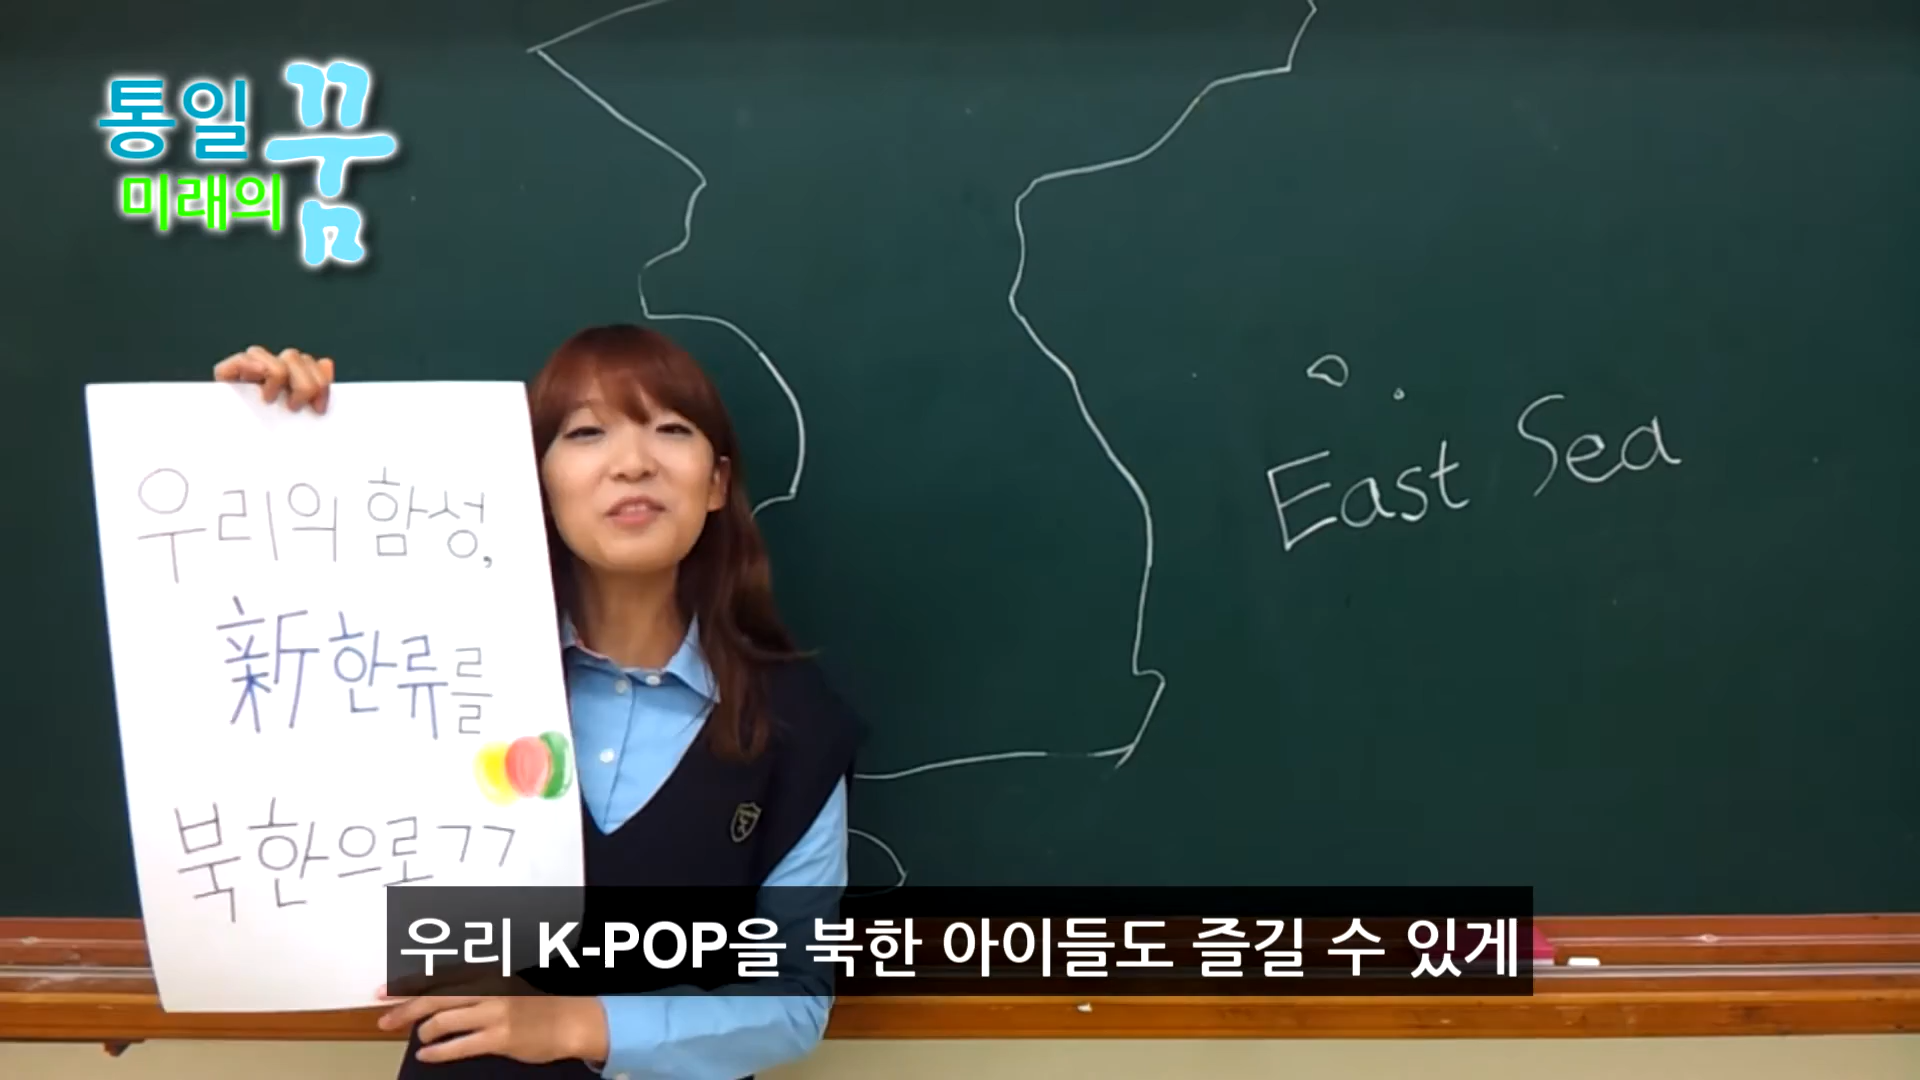 통일
미래의
꿈
East Sea
우리의 함성,
新한류를
북한으로ㄱㄱ
우리 K-POP을 북한 아이들도 즐길 수 있게